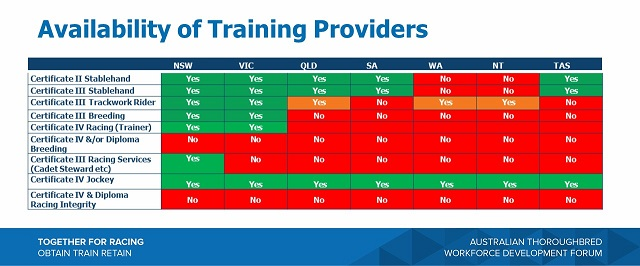 Availability of Training Providers
NSW VIC QLD SA WA NT TAS
Certificate II Stablehand Yes Yes Yes Yes No No Yes
Certificate III Stablehand Yes Yes Yes Yes No No Yes
Certificate III Trackwork Rider Yes Yes Yes No Yes Yes No
Certificate III Breeding Yes Yes No No No No No
Certificate IV Racing (Trainer) Yes Yes
Certificate IV &/or Diploma
Breeding No No No No No No No
Certificate III Racing Services
(Cadet Steward etc) Yes No No No No No No
Certificate IV Jockey Yes Yes Yes Yes Yes Yes Yes
Certificate IV & Diploma
Racing Integrity No No No No No No No
TOGETHER FOR RACING
OBTAIN TRAIN RETAIN
AUSTRALIAN THOROUGHBRED
WORKFORCE DEVELOPMENT FORUM